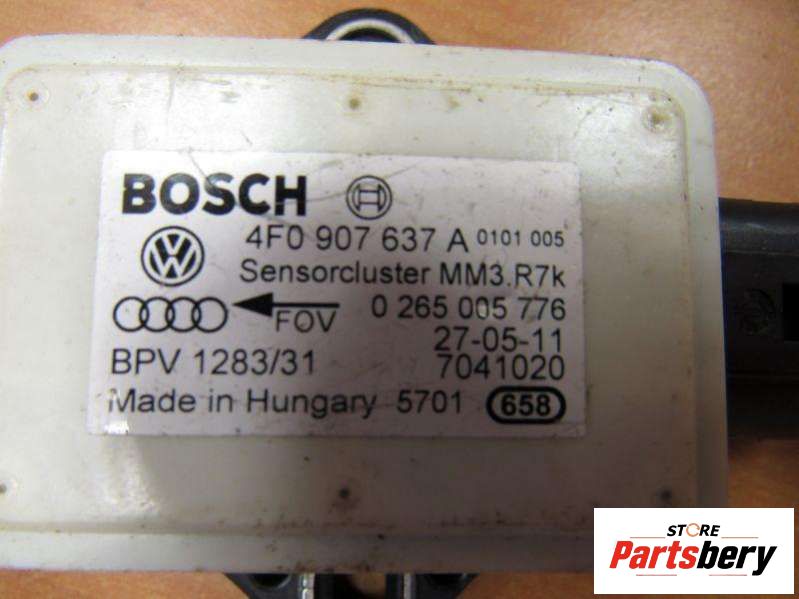 BOSCH
4F0 907 637 A 0101 005
Sensorcluster MM3.R7k
FOV 0 265 005 776
27-05-11
BPV 1283/31 7041020
Made in Hungary 5701 658
STORE
Partsbery